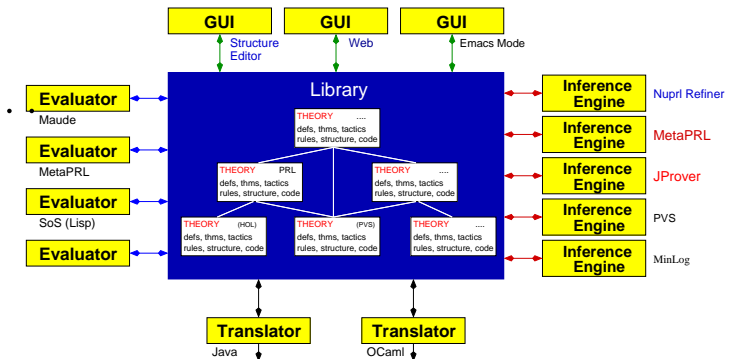 GUI
GUI
GUI
Structure
Editor
Web
Emacs Mode
Library
Evaluator
Maude
Evaluator
MetaPRL
Evaluator
SoS (Lisp)
Evaluator
THEORY ....
defs, thms, tactics
rules, structure, code
THEORY PRL
defs, thms, tactics
rules, structure, code
THEORY ....
defs, thms, tactics
rules, structure, code
THEORY (HOL)
defs, thms, tactics
rules, structure, code
THEORY (PVS)
defs, thms, tactics
rules, structure, code
THEORY ....
defs, thms, tactics
rules, structure, code
Inference
Engine
Nuprl Refiner
Inference
Engine
MetaPRL
Inference
Engine
JProver
Inference
Engine
PVS
Inference
Engine
MinLog
Translator
Java
Translator
OCaml